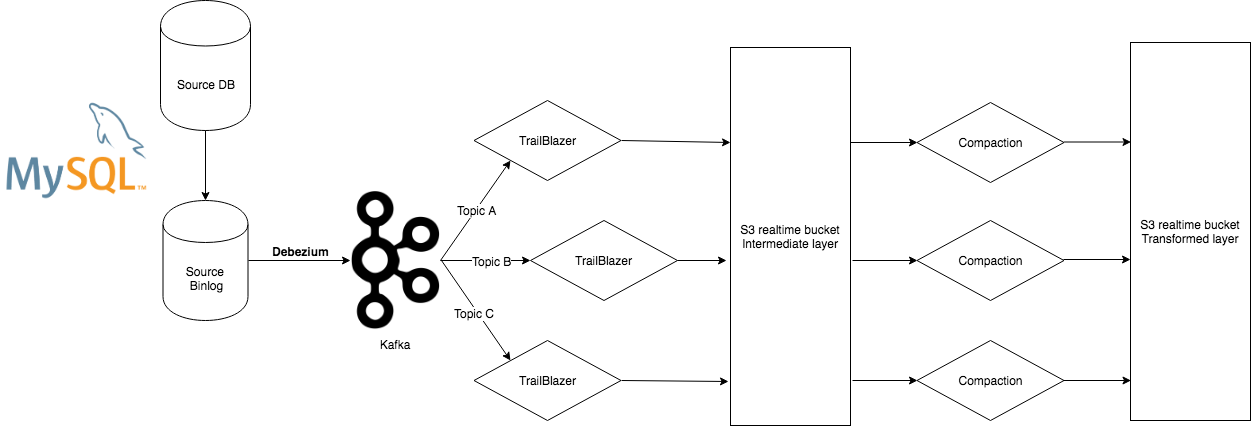 Source DB
MySQL™
Source
Binlog
Debezium
Kafka
Topic A
Topic B
Topic C
TrailBlazer
TrailBlazer
TrailBlazer
S3 realtime bucket
Intermediate layer
Compaction
Compaction
Compaction
S3 realtime bucket
Transformed layer